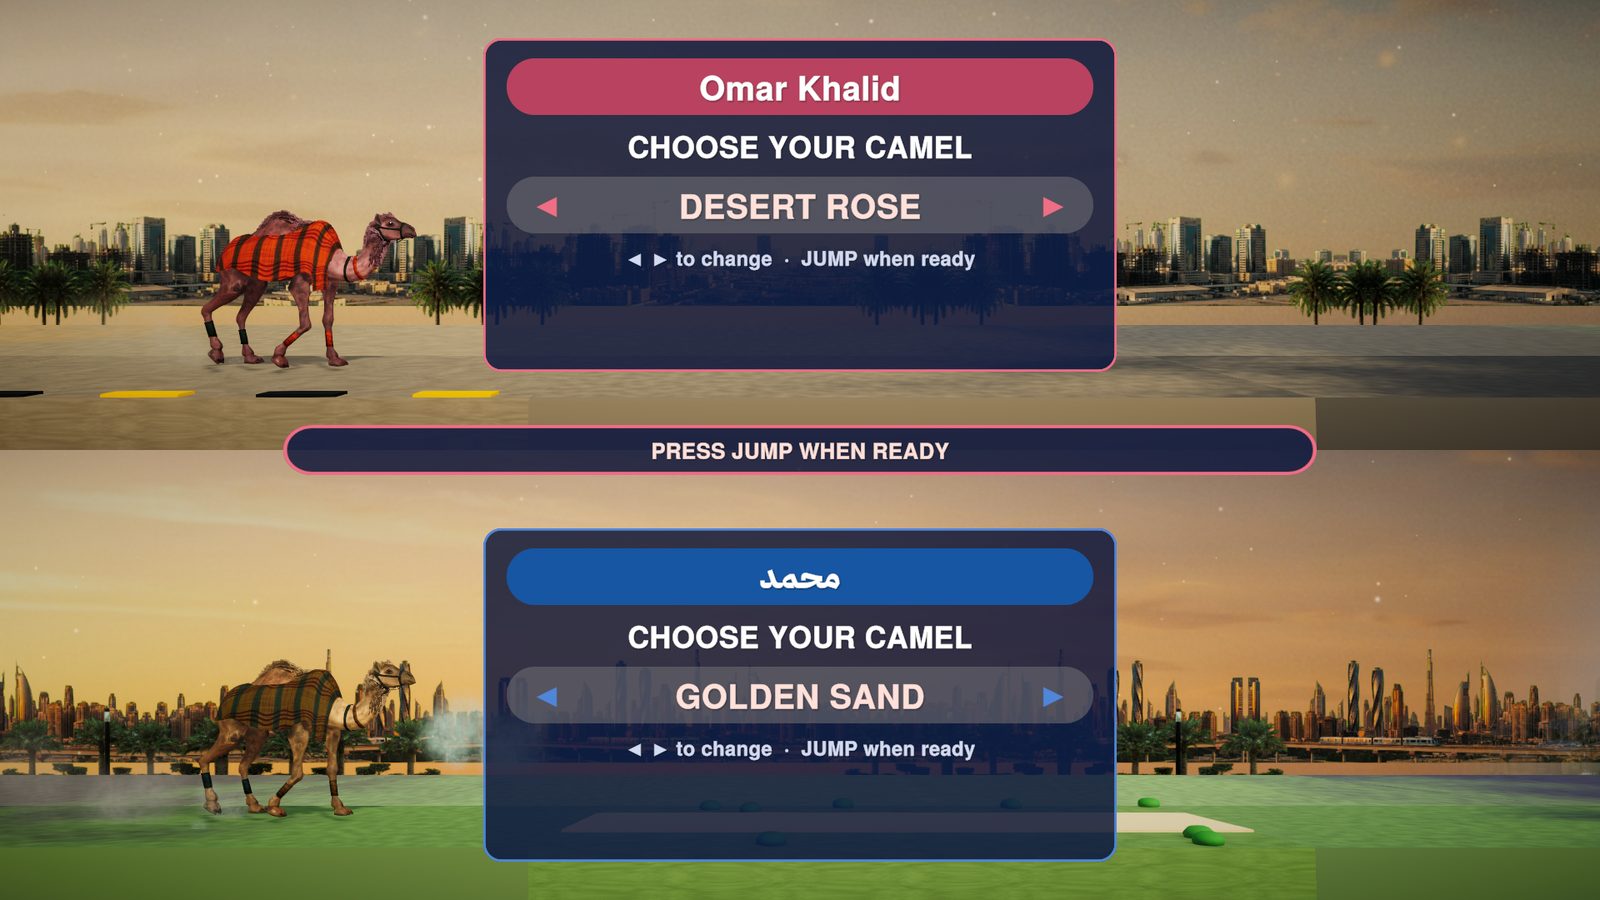 Omar Khalid
CHOOSE YOUR CAMEL
◀ DESERT ROSE ▶
◄ ► to change · JUMP when ready
PRESS JUMP WHEN READY
محمد
CHOOSE YOUR CAMEL
◀ GOLDEN SAND ▶
◄ ► to change · JUMP when ready